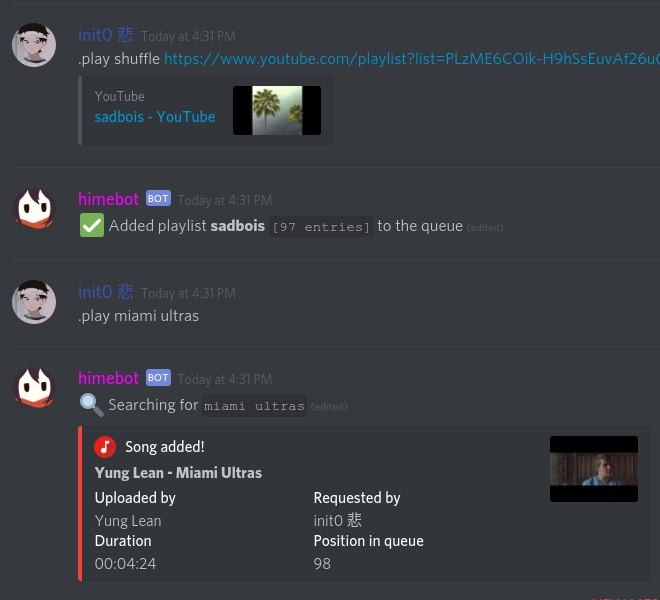 init0 悲 Today at 4:31 PM
.play shuffle https://www.youtube.com/playlist?list=PLzME6COik-H9hSsEuvAf26u
YouTube
sadbois - YouTube
himebot BOT Today at 4:31 PM
Added playlist sadbois [97 entries] to the queue (edited)
init0 悲 Today at 4:31 PM
.play miami ultras
himebot BOT Today at 4:31 PM
Searching for miami ultras (edited)
Song added!
Yung Lean - Miami Ultras
Uploaded by Requested by
Yung Lean init0 悲
Duration Position in queue
00:04:24 98